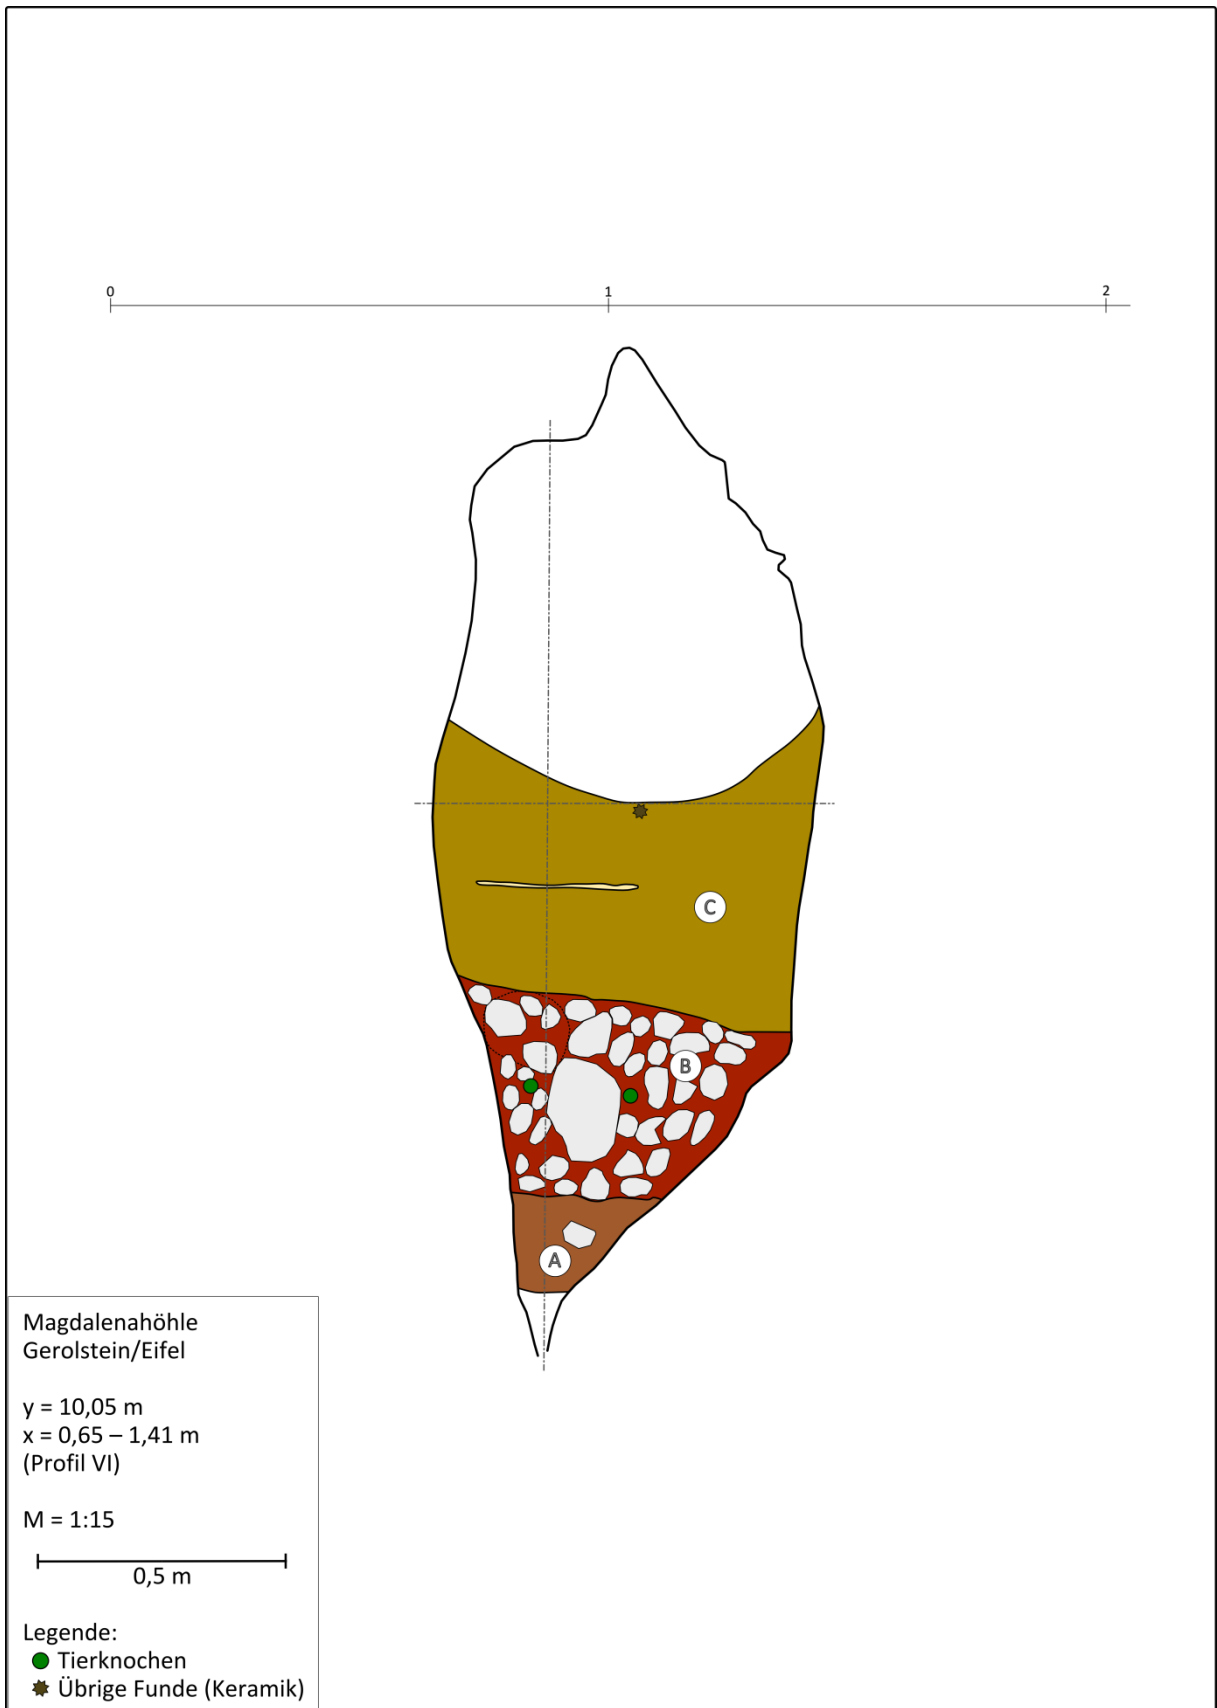 0 1 2
C
B
A
Magdalenahöhle
Gerolstein/Eifel
y = 10,05 m
x = 0,65 – 1,41 m
(Profil VI)
M = 1:15
0,5 m
Legende:
Tierknochen
Übrige Funde (Keramik)